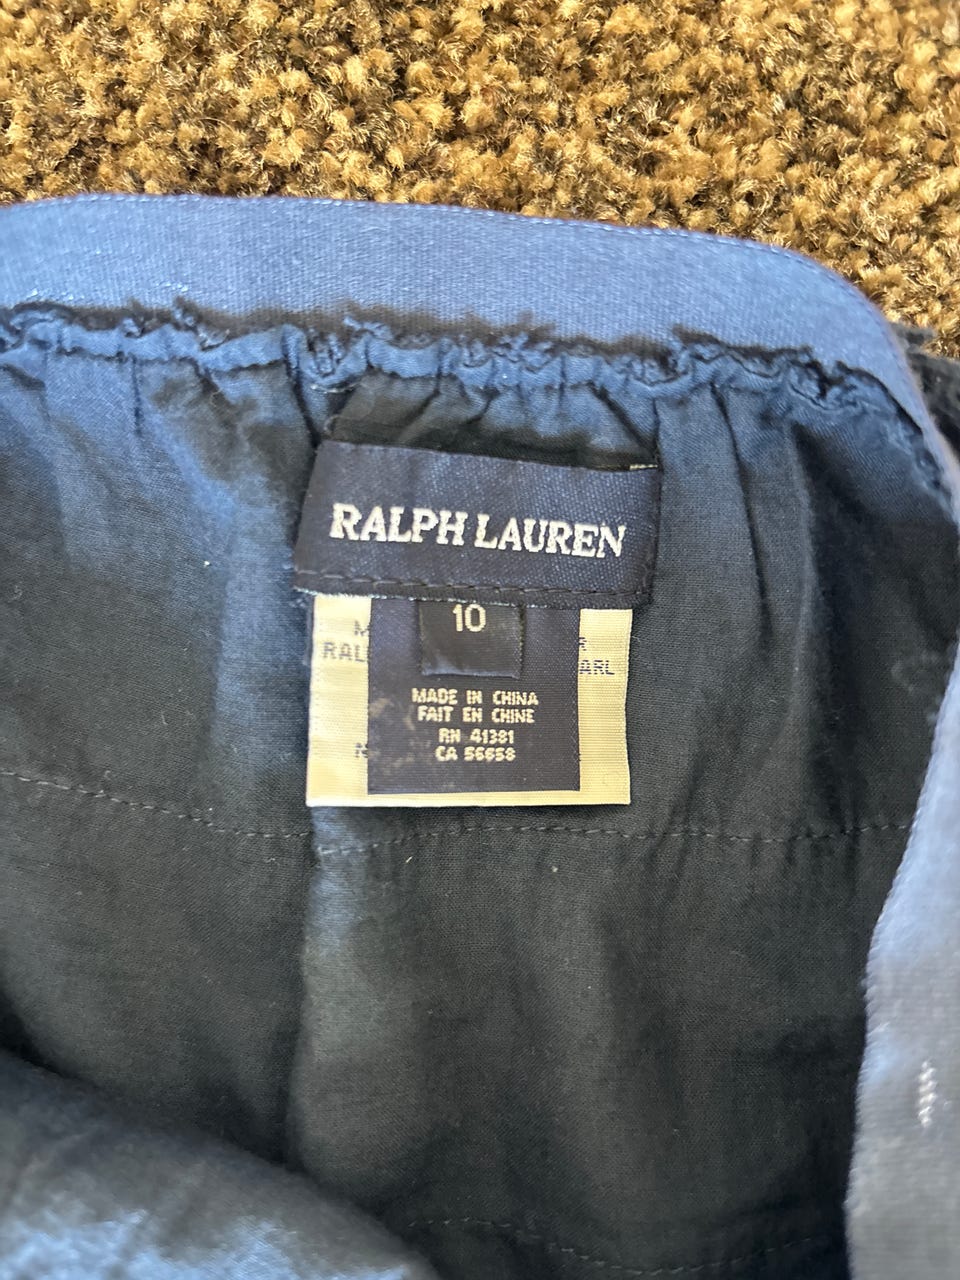 RALPH LAUREN
10
MADE IN CHINA
FAIT EN CHINE
RN 41381
CA 56658